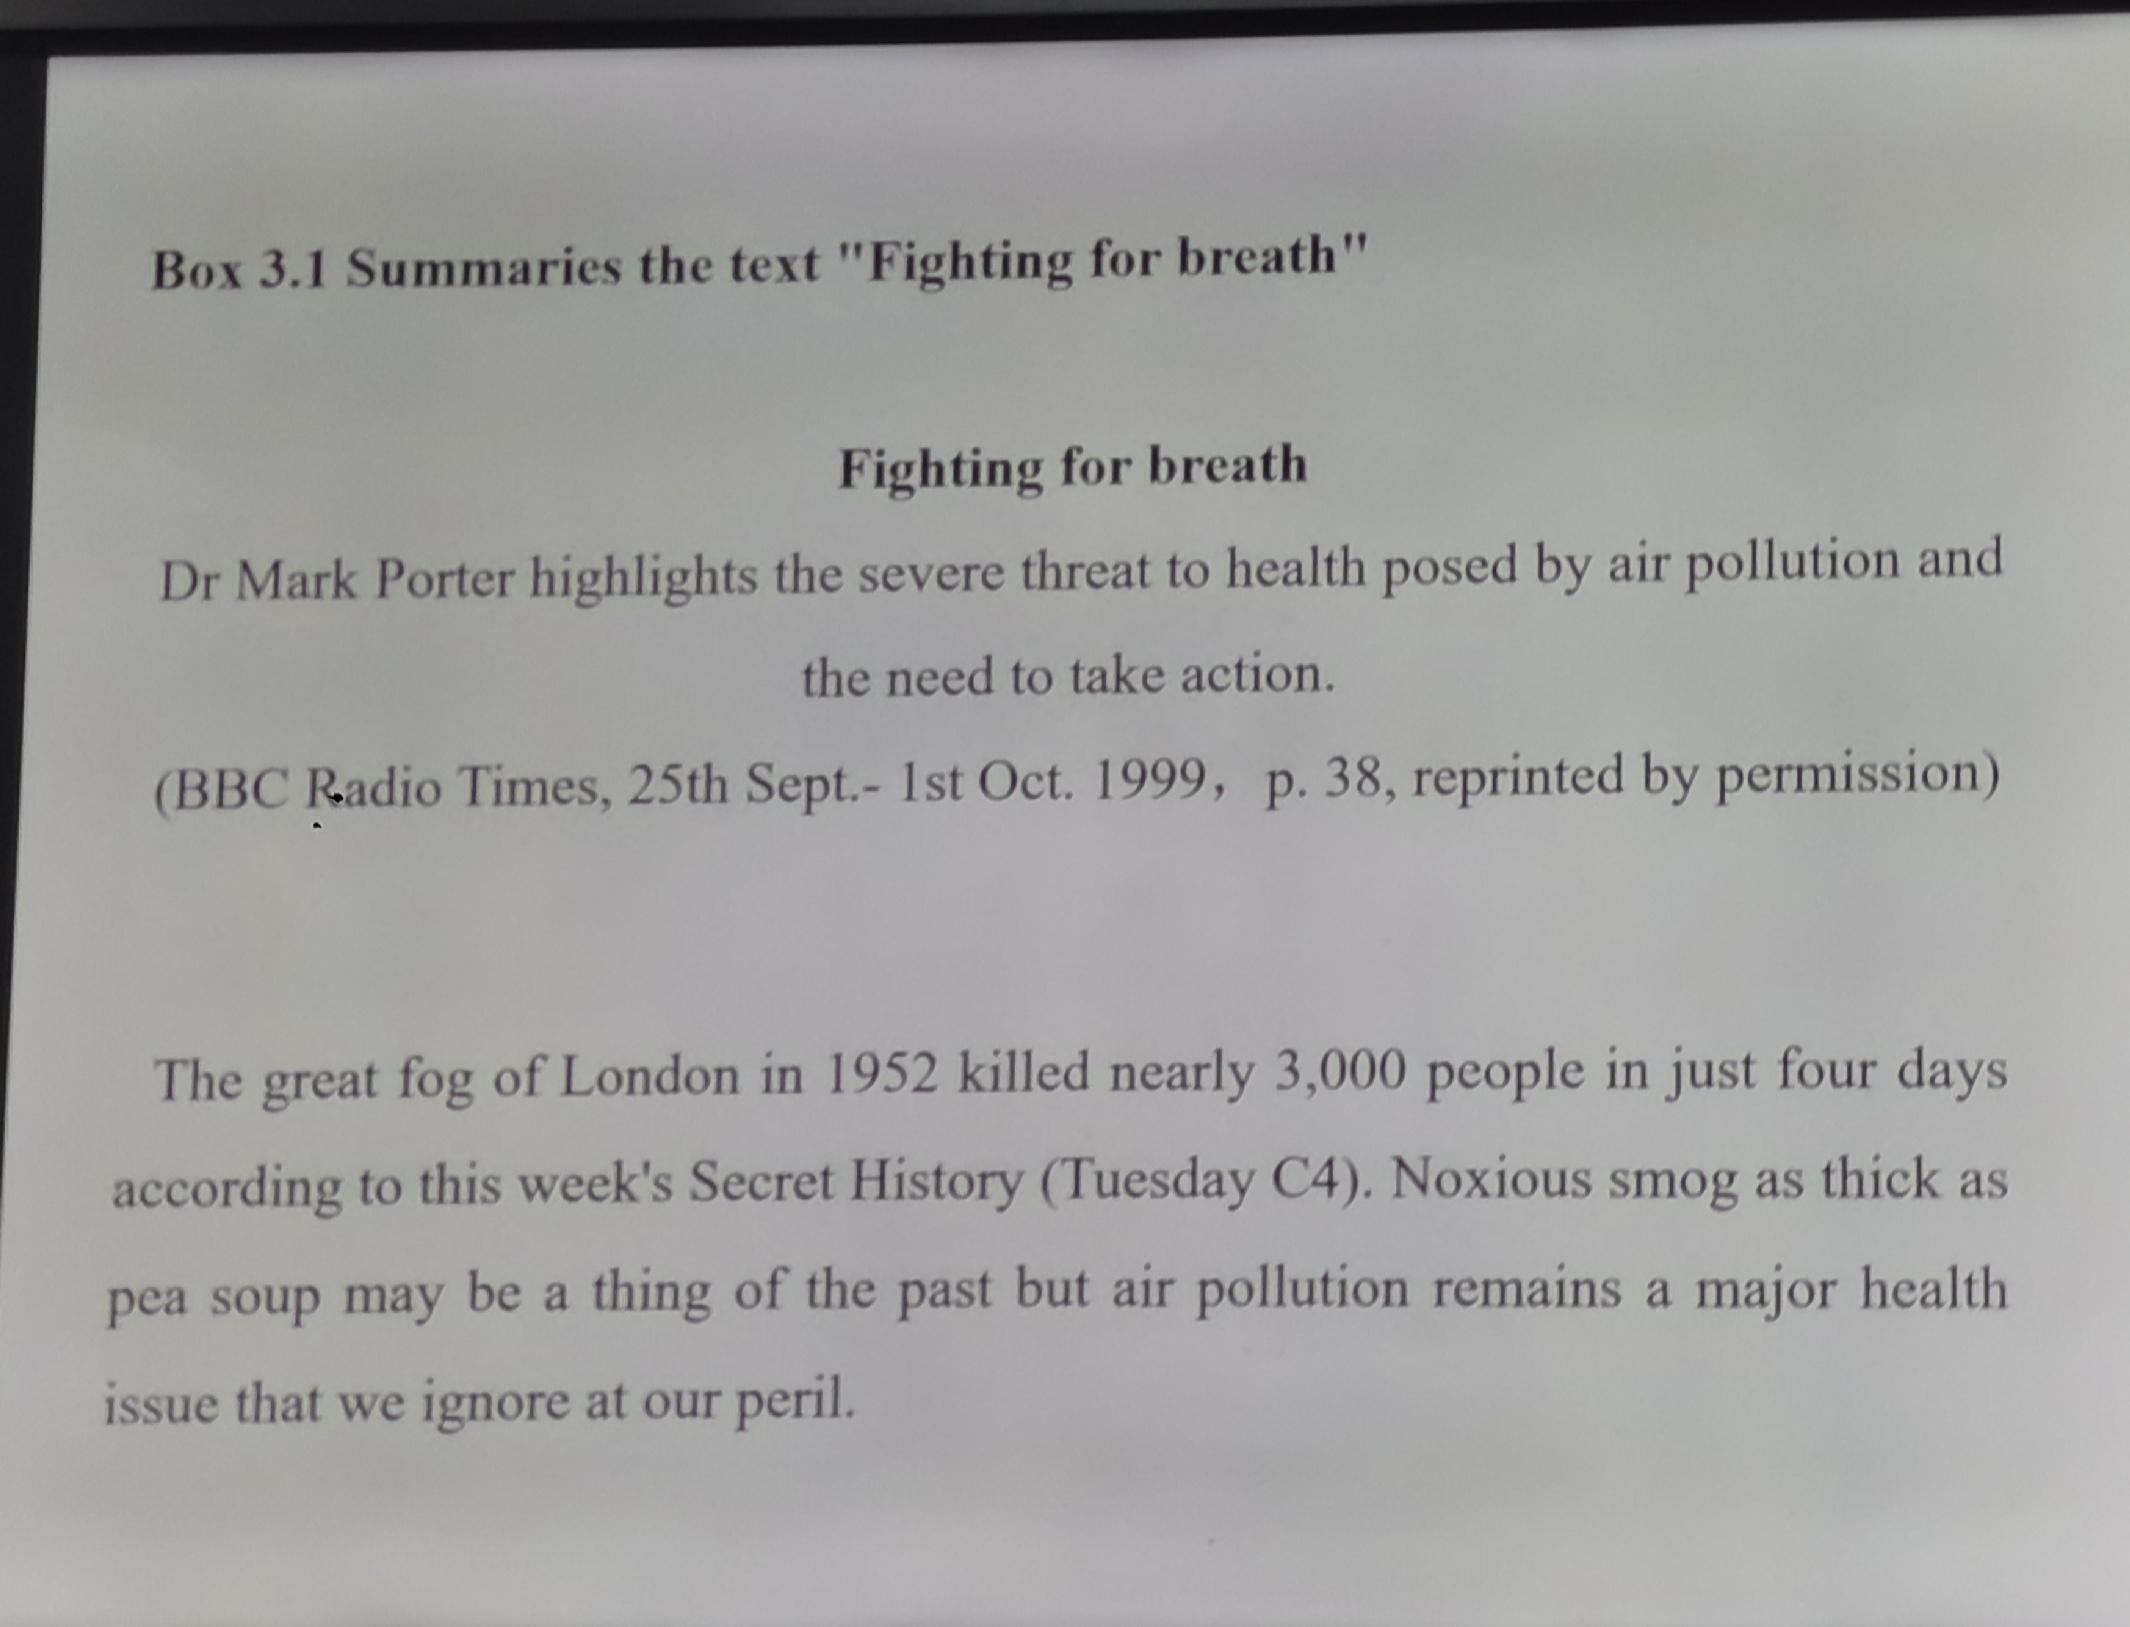 Box 3.1 Summaries the text "Fighting for breath"
Fighting for breath
Dr Mark Porter highlights the severe threat to health posed by air pollution and
the need to take action.
(BBC Radio Times, 25th Sept.- 1st Oct. 1999, p. 38, reprinted by permission)
The great fog of London in 1952 killed nearly 3,000 people in just four days
according to this week's Secret History (Tuesday C4). Noxious smog as thick as
pea soup may be a thing of the past but air pollution remains a major health
issue that we ignore at our peril.